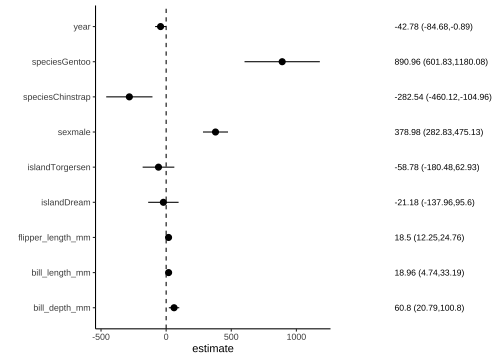 year -42.78 (-84.68,-0.89)
speciesGentoo 890.96 (601.83,1180.08)
speciesChinstrap -282.54 (-460.12,-104.96)
sexmale 378.98 (282.83,475.13)
islandTorgersen -58.78 (-180.48,62.93)
islandDream -21.18 (-137.96,95.6)
flipper_length_mm 18.5 (12.25,24.76)
bill_length_mm 18.96 (4.74,33.19)
bill_depth_mm 60.8 (20.79,100.8)
-500 0 500 1000
estimate